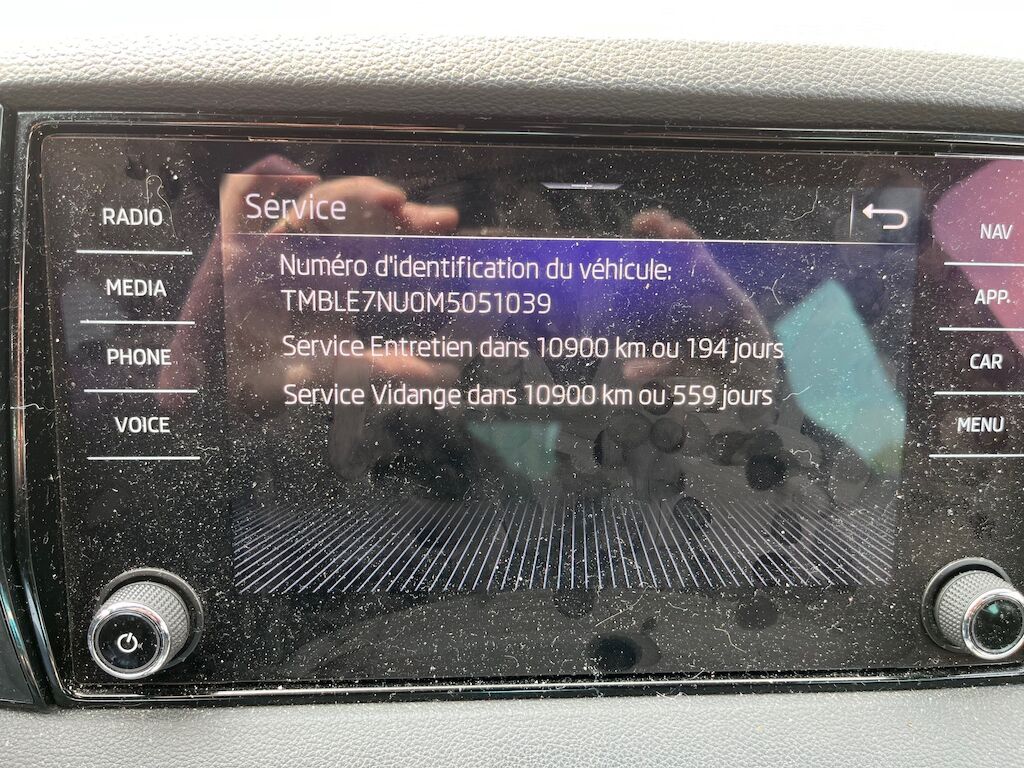 Service
RADIO
MEDIA
PHONE
VOICE
Numéro d'identification du véhicule:
TMBLE7NU0M5051039
Service Entretien dans 10900 km ou 194 jours
Service Vidange dans 10900 km ou 559 jours
NAV
APP
CAR
MENU